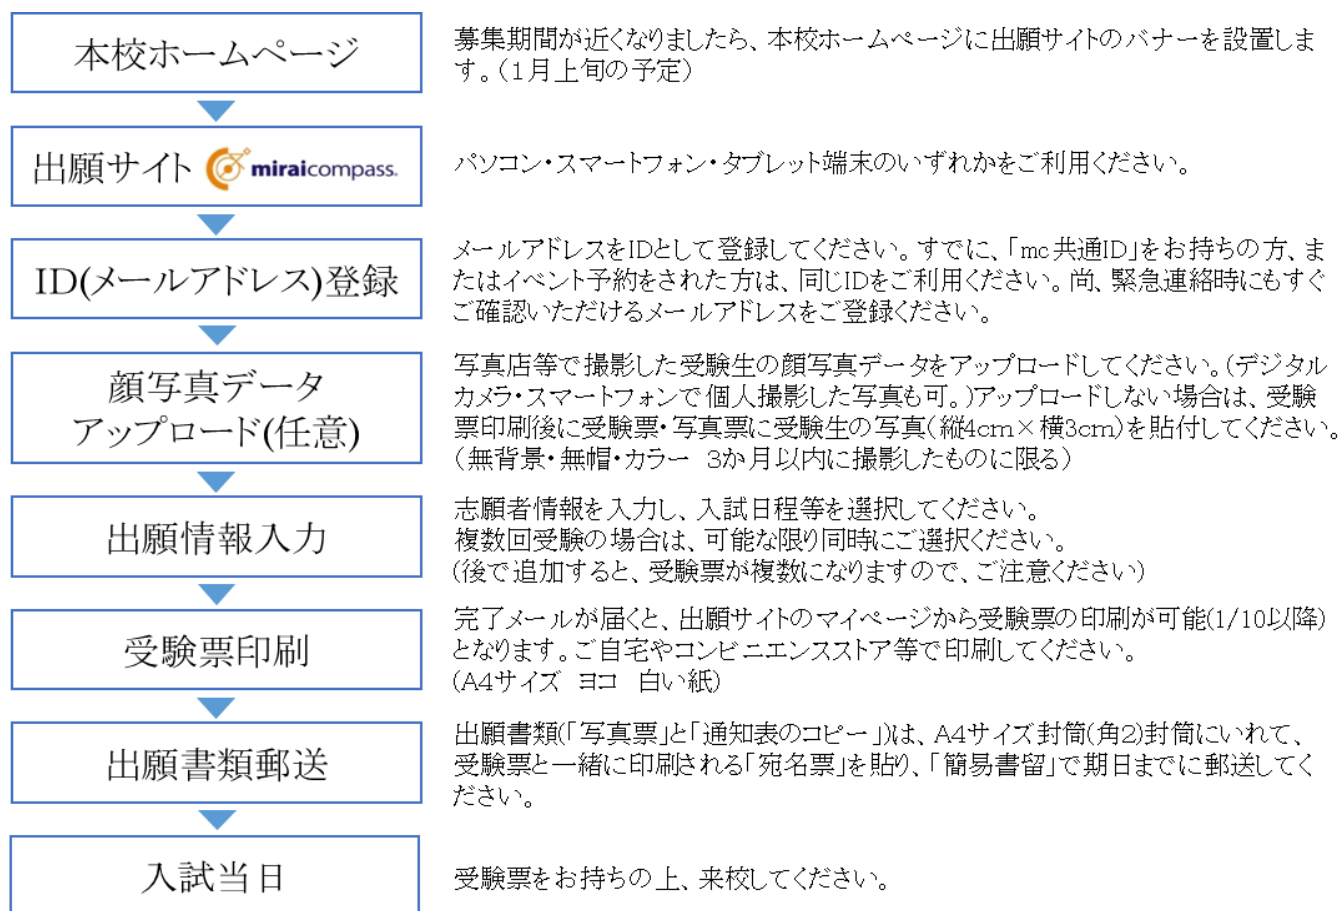 本校ホームページ
募集期間が近くなりましたら、本校ホームページに出願サイトのバナーを設置しま
す。(1月上旬の予定)
出願サイト miraicompass.
パソコン・スマートフォン・タブレット端末のいずれかをご利用ください。
ID(メールアドレス)登録
メールアドレスをIDとして登録してください。すでに、「mc共通ID」をお持ちの方、ま
たはイベント予約をされた方は、同じIDをご利用ください。尚、緊急連絡時にもすぐ
ご確認いただけるメールアドレスをご登録ください。
顔写真データ
アップロード(任意)
写真店等で撮影した受験生の顔写真データをアップロードしてください。(デジタル
カメラ・スマートフォンで個人撮影した写真も可。)アップロードしない場合は、受験
票印刷後に受験票・写真票に受験生の写真(縦4cm×横3cm)を貼付してください。
(無背景・無帽・カラー 3か月以内に撮影したものに限る)
出願情報入力
志願者情報を入力し、入試日程等を選択してください。
複数回受験の場合は、可能な限り同時にご選択ください。
(後で追加すると、受験票が複数になりますので、ご注意ください)
受験票印刷
完了メールが届くと、出願サイトのマイページから受験票の印刷が可能(1/10以降)
となります。ご自宅やコンビニエンスストア等で印刷してください。
(A4サイズ ヨコ 白い紙)
出願書類郵送
出願書類(「写真票」と「通知表のコピー」)は、A4サイズ封筒(角2)封筒にいれて、
受験票と一緒に印刷される「宛名票」を貼り、「簡易書留」で期日までに郵送してく
ださい。
入試当日
受験票をお持ちの上、来校してください。